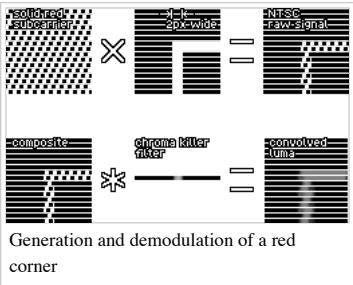 solid red
subcarrier
2px-wide
NTSC
raw-signal
composite
chroma killer
filter
convolved
luma
Generation and demodulation of a red
corner